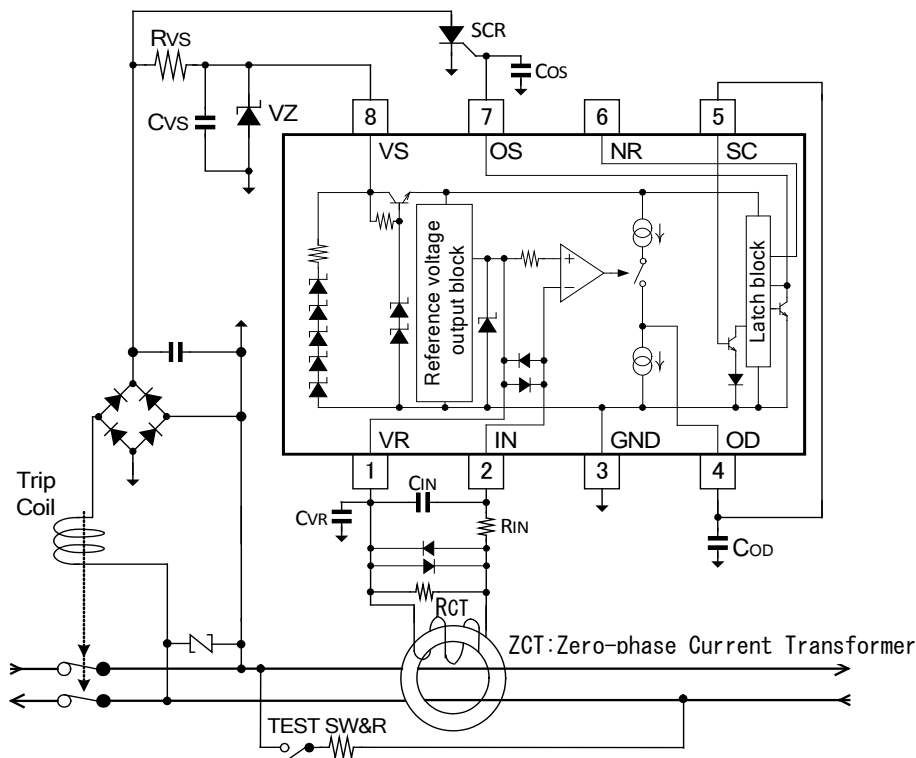 SCR
RVS
COS
CVS
VZ
8
7
6
5
VS
OS
NR
SC
Reference voltage
output block
+
−
Latch block
VR
IN
GND
OD
1
2
3
4
Trip
Coil
CIN
CVR
RIN
COD
RCT
ZCT:Zero-phase Current Transformer
TEST SW&R